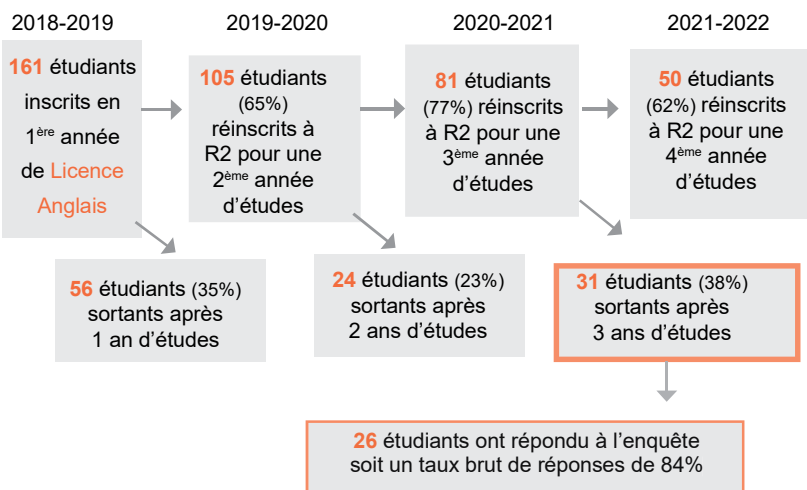 2018-2019
2019-2020
2020-2021
2021-2022
161 étudiants
inscrits en
1ère année
de Licence
Anglais
105 étudiants
(65%)
réinscrits à
R2 pour une
2ème année
d’études
81 étudiants
(77%) réinscrits
à R2 pour une
3ème année
d’études
50 étudiants
(62%) réinscrits
à R2 pour une
4ème année
d’études
56 étudiants (35%)
sortants après
1 an d’études
24 étudiants (23%)
sortants après
2 ans d’études
31 étudiants (38%)
sortants après
3 ans d’études
26 étudiants ont répondu à l’enquête
soit un taux brut de réponses de 84%